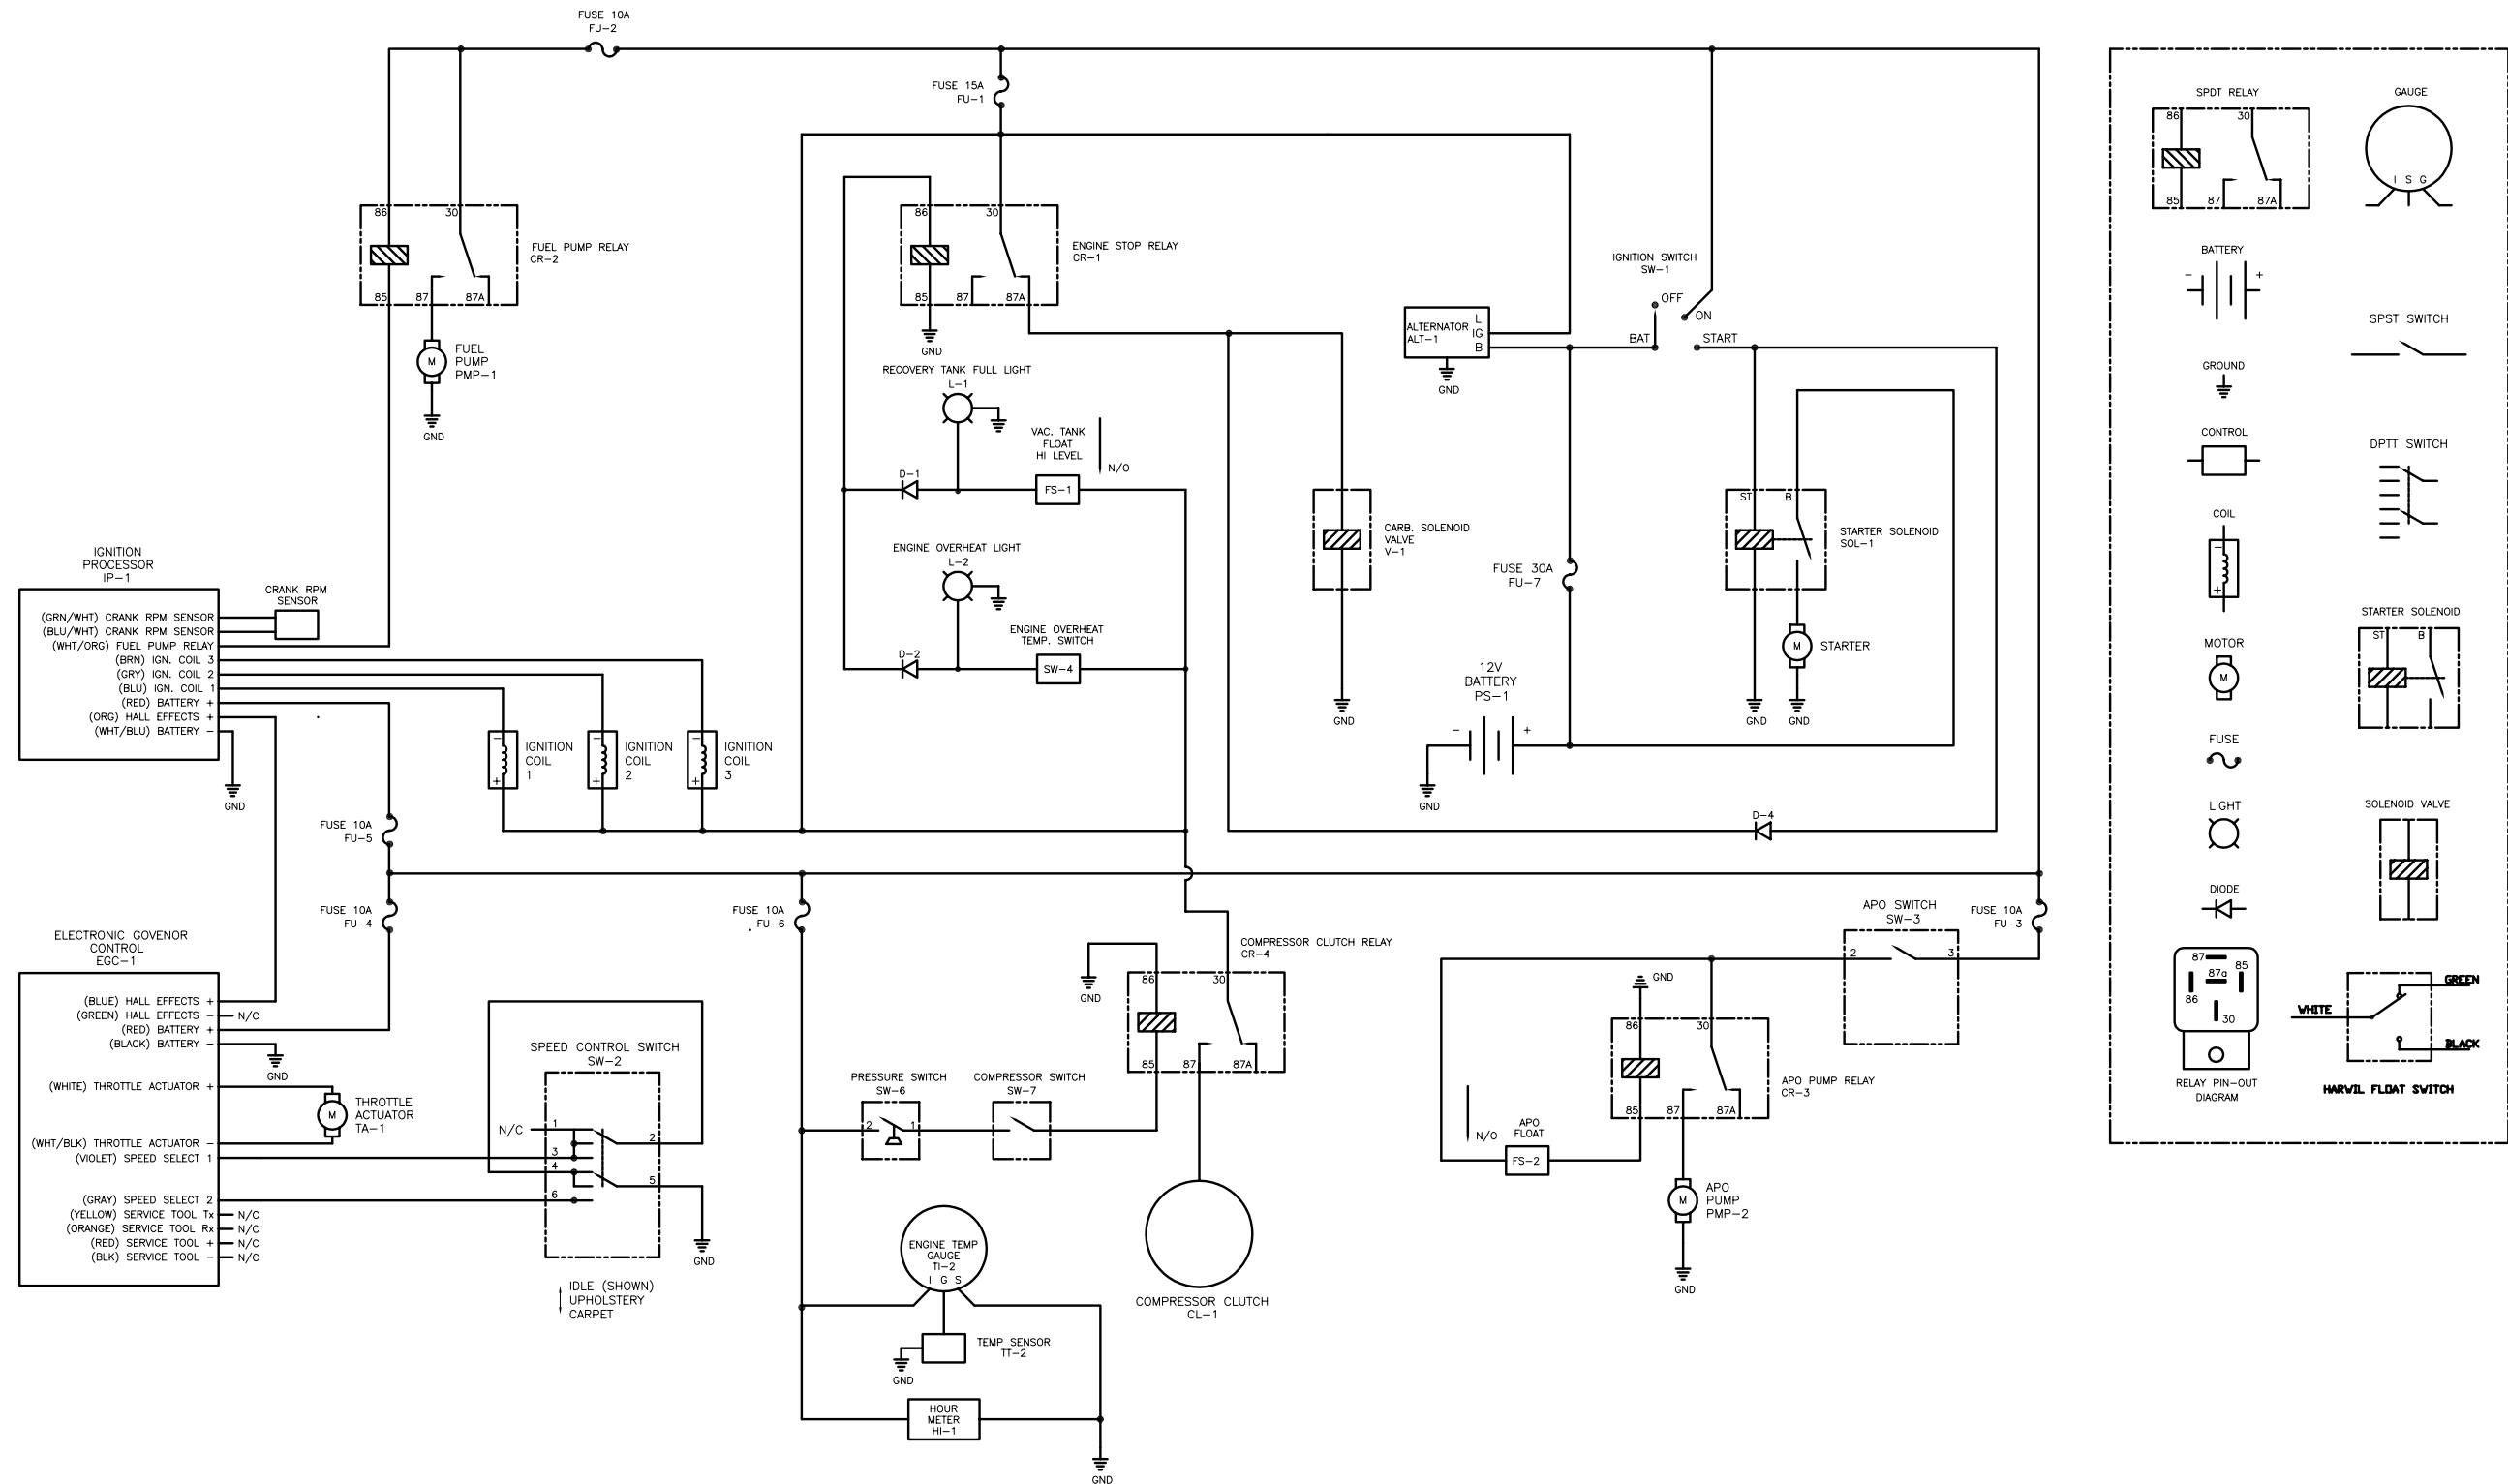 FUSE 10A
FU-2
FUSE 15A
FU-1
86
30
85
87
87A
FUEL PUMP RELAY
CR-2
M
FUEL
PUMP
PMP-1
GND
86
30
85
87
87A
ENGINE STOP RELAY
CR-1
GND
RECOVERY TANK FULL LIGHT
L-1
VAC. TANK
FLOAT
HI LEVEL
N/O
D-1
FS-1
ENGINE OVERHEAT LIGHT
L-2
ENGINE OVERHEAT
TEMP. SWITCH
D-2
SW-4
ALTERNATOR
ALT-1
L
IG
B
GND
IGNITION SWITCH
SW-1
OFF
ON
BAT
START
CARB. SOLENOID
VALVE
V-1
GND
FUSE 30A
FU-7
ST
B
STARTER SOLENOID
SOL-1
M
STARTER
GND
GND
12V
BATTERY
PS-1
-
+
GND
D-4
IGNITION
PROCESSOR
IP-1
(GRN/WHT) CRANK RPM SENSOR
(BLU/WHT) CRANK RPM SENSOR
(WHT/ORG) FUEL PUMP RELAY
(BRN) IGN. COIL 3
(GRY) IGN. COIL 2
(BLU) IGN. COIL 1
(RED) BATTERY +
(ORG) HALL EFFECTS +
(WHT/BLU) BATTERY -
CRANK RPM
SENSOR
GND
-
+
IGNITION
COIL
1
-
+
IGNITION
COIL
2
-
+
IGNITION
COIL
3
FUSE 10A
FU-5
FUSE 10A
FU-4
FUSE 10A
FU-6
ELECTRONIC GOVENOR
CONTROL
EGC-1
(BLUE) HALL EFFECTS +
(GREEN) HALL EFFECTS -
N/C
(RED) BATTERY +
(BLACK) BATTERY -
GND
(WHITE) THROTTLE ACTUATOR +
M
THROTTLE
ACTUATOR
TA-1
(WHT/BLK) THROTTLE ACTUATOR -
(VIOLET) SPEED SELECT 1
(GRAY) SPEED SELECT 2
(YELLOW) SERVICE TOOL Tx
N/C
(ORANGE) SERVICE TOOL Rx
N/C
(RED) SERVICE TOOL +
N/C
(BLK) SERVICE TOOL -
N/C
SPEED CONTROL SWITCH
SW-2
N/C
1
2
3
4
5
6
GND
IDLE (SHOWN)
UPHOLSTERY
CARPET
PRESSURE SWITCH
SW-6
2
1
COMPRESSOR SWITCH
SW-7
GND
COMPRESSOR CLUTCH RELAY
CR-4
86
30
85
87
87A
COMPRESSOR CLUTCH
CL-1
ENGINE TEMP
GAUGE
TI-2
I G S
TEMP SENSOR
TT-2
GND
HOUR
METER
HI-1
GND
APO SWITCH
SW-3
2
3
FUSE 10A
FU-3
GND
86
30
85
87
87A
APO PUMP RELAY
CR-3
N/O
APO
FLOAT
FS-2
M
APO
PUMP
PMP-2
GND
SPDT RELAY
86
30
85
87
87A
GAUGE
I S G
BATTERY
-
+
SPST SWITCH
GROUND
CONTROL
DPTT SWITCH
COIL
-
+
STARTER SOLENOID
ST
B
MOTOR
M
FUSE
LIGHT
SOLENOID VALVE
DIODE
87
87a
85
86
30
RELAY PIN-OUT
DIAGRAM
GREEN
WHITE
BLACK
HARWIL FLOAT SWITCH